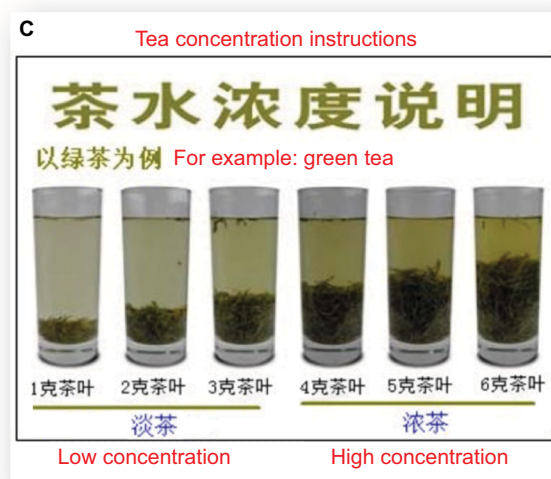 C
Tea concentration instructions
茶水浓度说明
以绿茶为例 For example: green tea
1克茶叶 2克茶叶 3克茶叶 4克茶叶 5克茶叶 6克茶叶
淡茶 浓茶
Low concentration High concentration